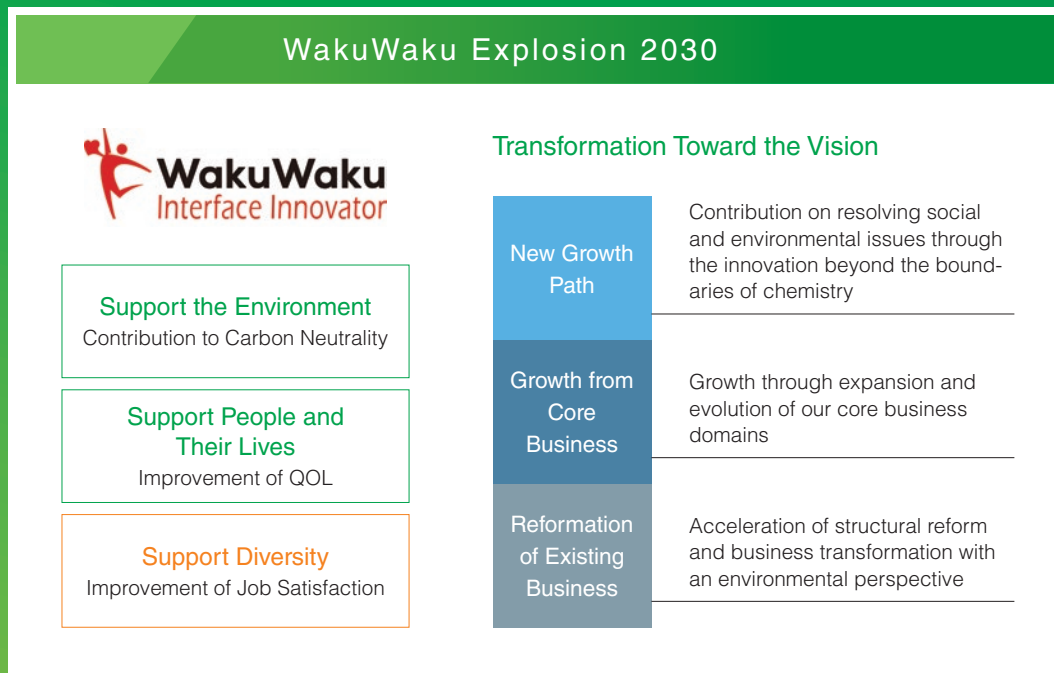 WakuWaku Explosion 2030
WakuWaku
Interface Innovator
Support the Environment
Contribution to Carbon Neutrality
Support People and
Their Lives
Improvement of QOL
Support Diversity
Improvement of Job Satisfaction
Transformation Toward the Vision
New Growth
Path
Contribution on resolving social
and environmental issues through
the innovation beyond the bound-
aries of chemistry
Growth from
Core
Business
Growth through expansion and
evolution of our core business
domains
Reformation
of Existing
Business
Acceleration of structural reform
and business transformation with
an environmental perspective